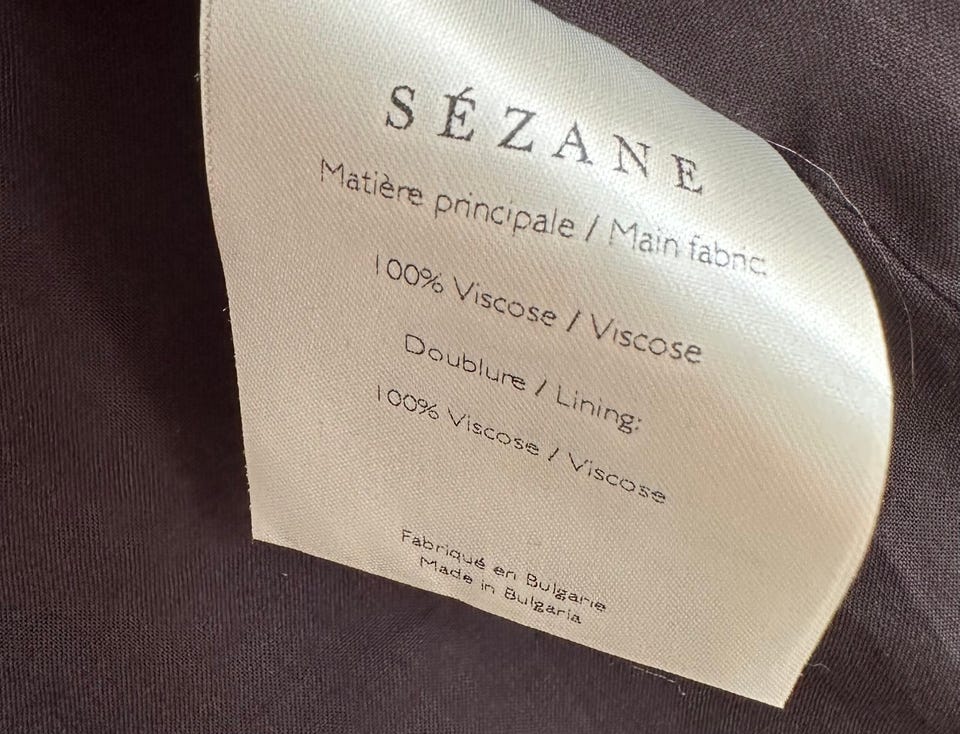 SÉZANE
Matière principale / Main fabric:
100% Viscose / Viscose
Doublure / Lining:
100% Viscose / Viscose
Fabriqué en Bulgarie
Made in Bulgaria